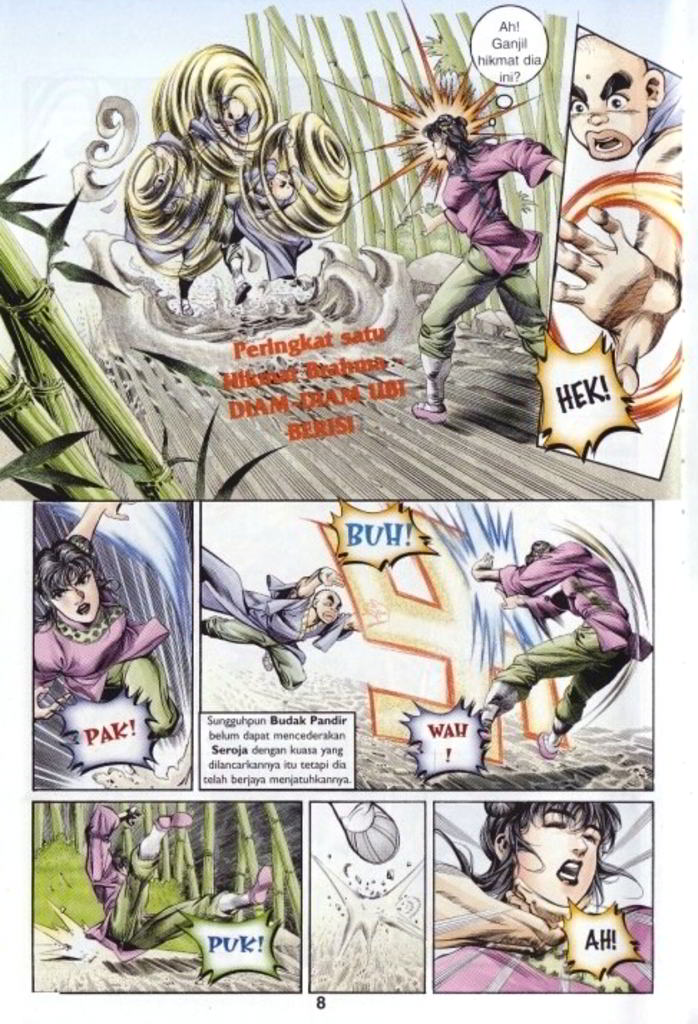 Ah!
Ganjil
hikmat dia
ini?
Peringkat satu
Hikmat Brahma -
DIAM-DIAM UBI
BERISI
HEK!
PAK!
BUH!
Sungguhpun Budak Pandir
belum dapat mencederakan
Seroja dengan kuasa yang
dilancarkannya itu tetapi dia
telah berjaya menjatuhkannya.
WAH
!
PUK!
AH!
8